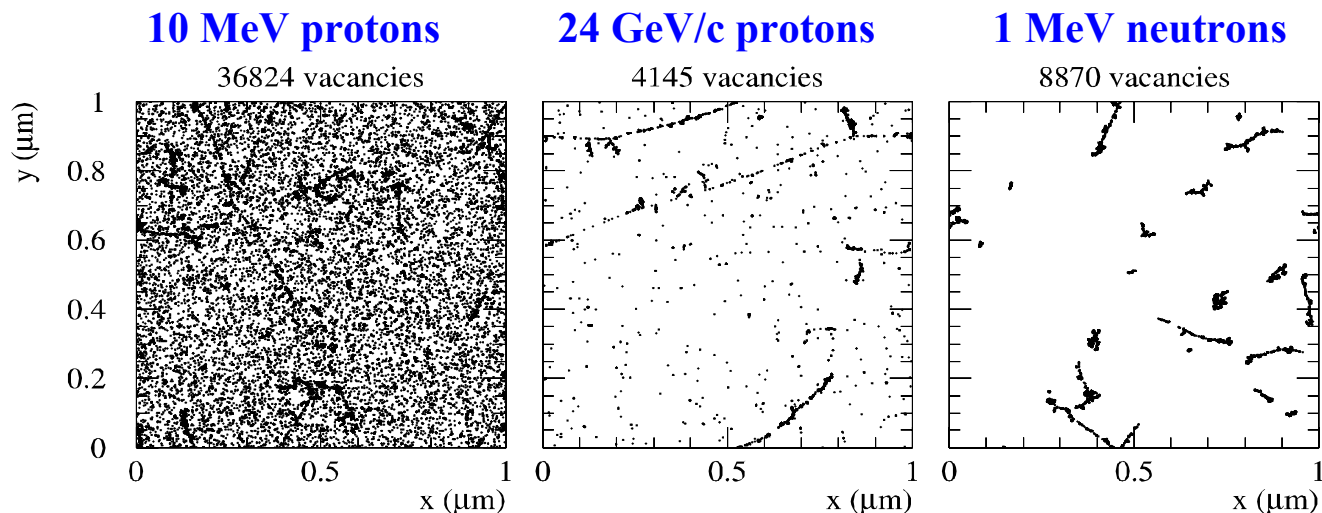 10 MeV protons 24 GeV/c protons 1 MeV neutrons
36824 vacancies 4145 vacancies 8870 vacancies
y (µm)
1
0.8
0.6
0.4
0.2
0
0 0.5 1 0 0.5 1 0 0.5 1
x (µm) x (µm) x (µm)